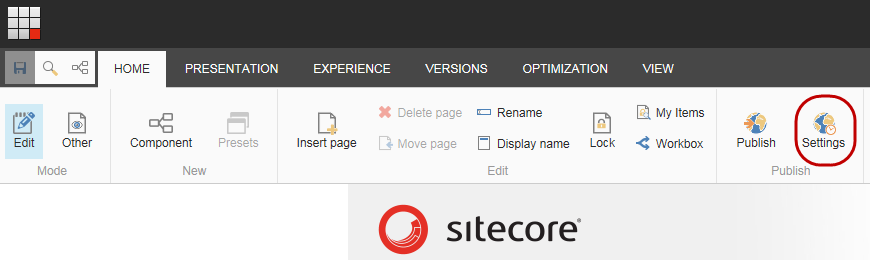 HOME PRESENTATION EXPERIENCE VERSIONS OPTIMIZATION VIEW
Delete page Rename My Items
Edit Other Component Presets Insert page Move page Display name Lock Workbox Publish Settings
Mode New Edit Publish
sitecore®